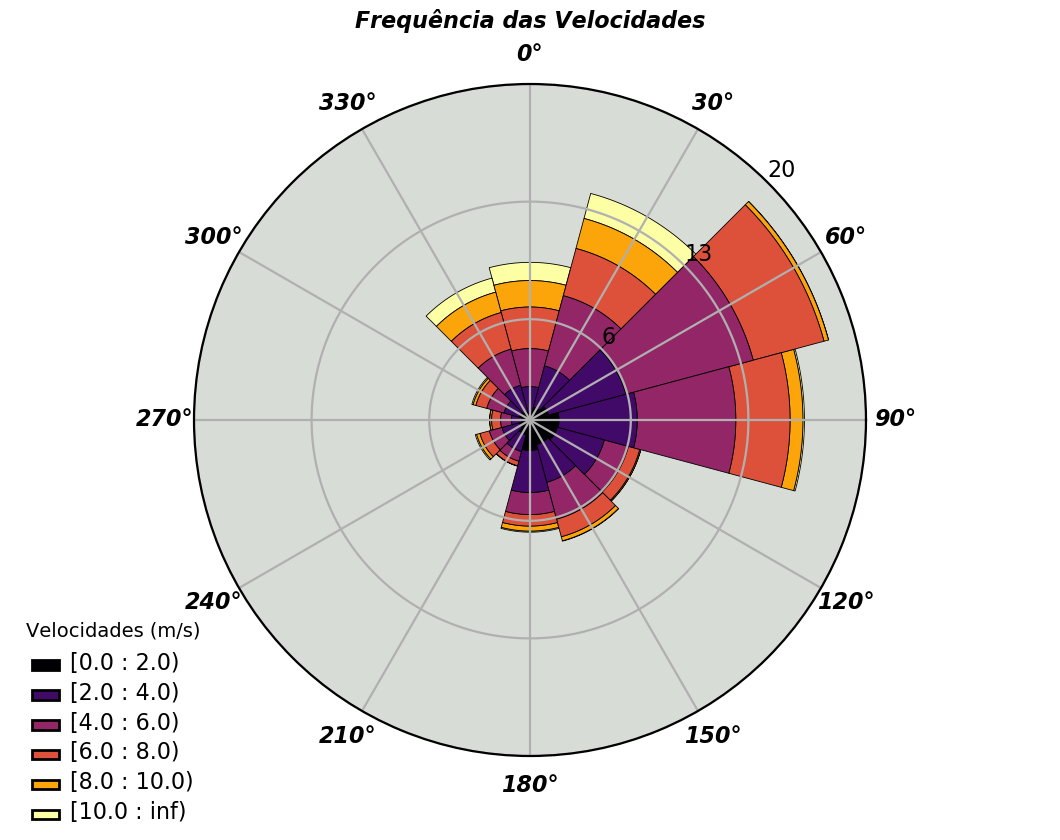 Frequência das Velocidades
0°
330°
30°
20
300°
60°
13
6
270°
90°
240°
120°
210°
150°
180°
Velocidades (m/s)
[0.0 : 2.0)
[2.0 : 4.0)
[4.0 : 6.0)
[6.0 : 8.0)
[8.0 : 10.0)
[10.0 : inf)